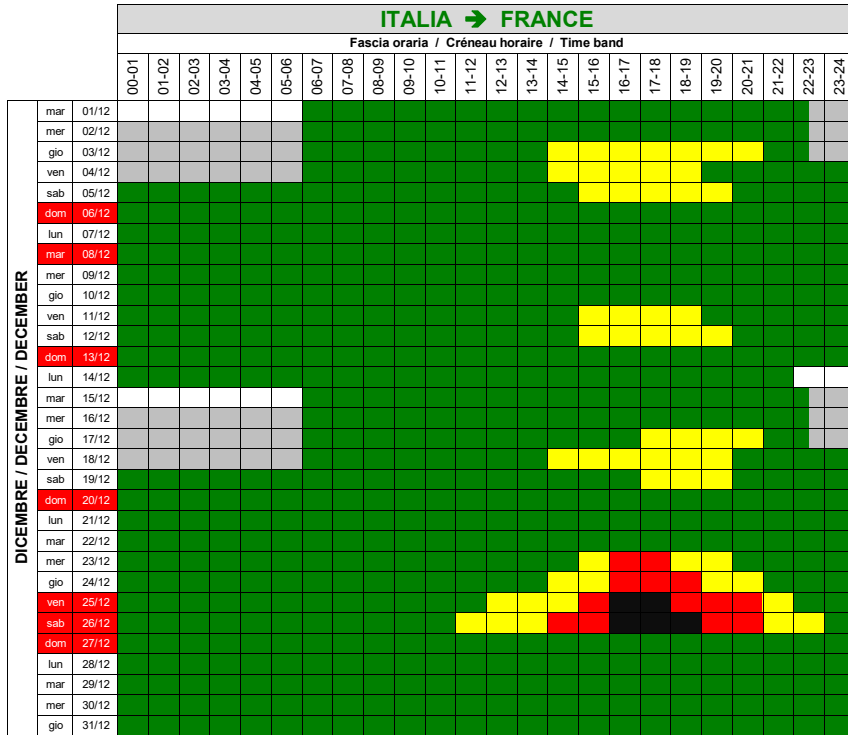 ITALIA ➔ FRANCE
Fascia oraria / Créneau horaire / Time band
00-01 01-02 02-03 03-04 04-05 05-06 06-07 07-08 08-09 09-10 10-11 11-12 12-13 13-14 14-15 15-16 16-17 17-18 18-19 19-20 20-21 21-22 22-23 23-24
DICEMBRE / DECEMBRE / DECEMBER
mar 01/12
mer 02/12
gio 03/12
ven 04/12
sab 05/12
dom 06/12
lun 07/12
mar 08/12
mer 09/12
gio 10/12
ven 11/12
sab 12/12
dom 13/12
lun 14/12
mar 15/12
mer 16/12
gio 17/12
ven 18/12
sab 19/12
dom 20/12
lun 21/12
mar 22/12
mer 23/12
gio 24/12
ven 25/12
sab 26/12
dom 27/12
lun 28/12
mar 29/12
mer 30/12
gio 31/12